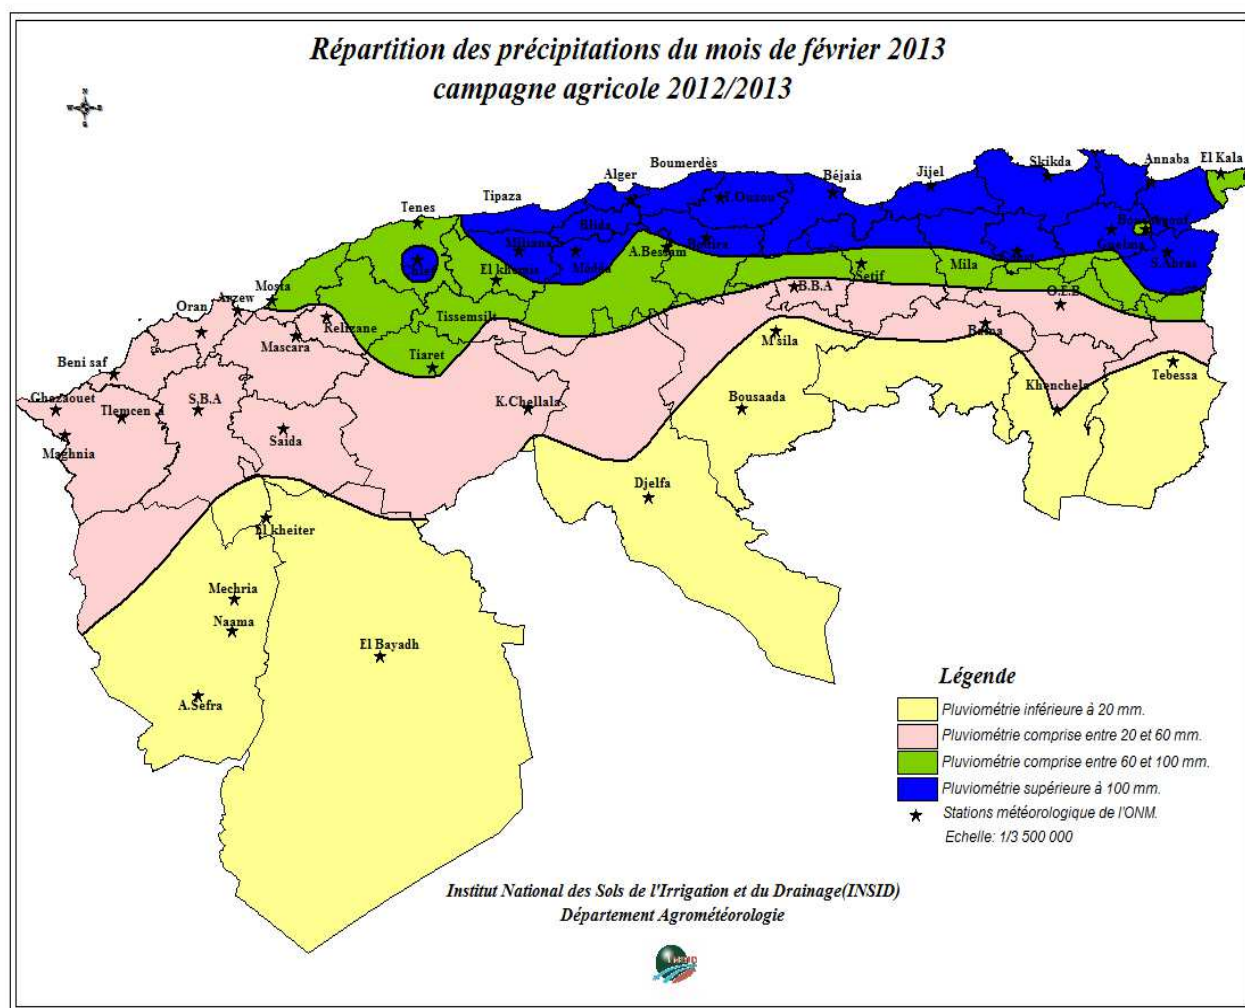 Répartition des précipitations du mois de février 2013
campagne agricole 2012/2013
N
W
E
S
El Kala
Annaba
Skikda
Jijel
Béjaia
Boumerdès
Alger
Tipaza
Tenes
T.Ouzou
Blida
Miliana
Médéa
Bouira
A.Bessam
Guelma
S.Ahras
Mila
Setif
El khemis
Mosta
Arzew
Oran
B.B.A
O.E.B
Tissemsilt
Relizane
Mascara
Batna
M'sila
Tiaret
Beni saf
Tebessa
Khenchela
Ghazaouet
Tlemcen
S.B.A
K.Chellala
Bousaada
Saida
Maghnia
Djelfa
El kheiter
Mechria
Naama
El Bayadh
A.Sefra
Légende
Pluviométrie inférieure à 20 mm.
Pluviométrie comprise entre 20 et 60 mm.
Pluviométrie comprise entre 60 et 100 mm.
Pluviométrie supérieure à 100 mm.
Stations météorologique de l'ONM.
Echelle: 1/3 500 000
Institut National des Sols de l'Irrigation et du Drainage(INSID)
Département Agrométéorologie